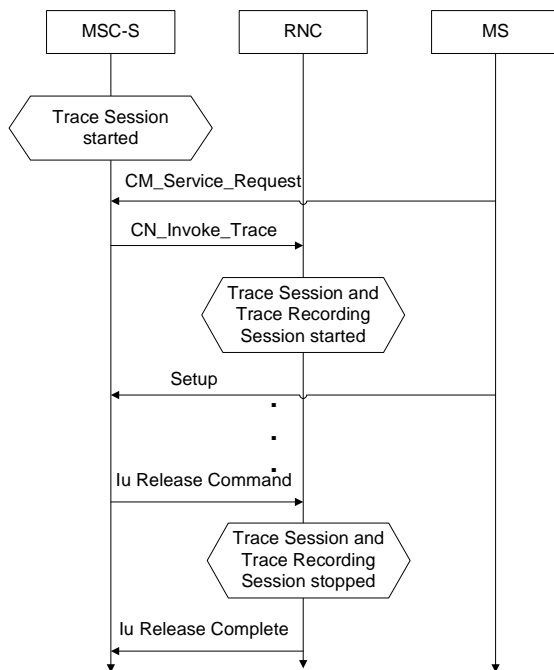 MSC-S
RNC
MS
Trace Session
started
CM_Service_Request
CN_Invoke_Trace
Trace Session and
Trace Recording
Session started
Setup
Iu Release Command
Trace Session and
Trace Recording
Session stopped
Iu Release Complete